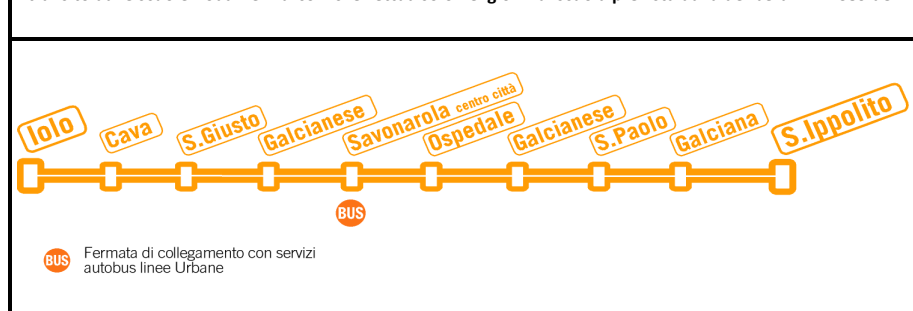 Iolo
Cava
S.Giusto
Galcianese
Savonarola centro città
Ospedale
Galcianese
S.Paolo
Galciana
S.Ippolito
BUS
BUS Fermata di collegamento con servizi
autobus linee Urbane